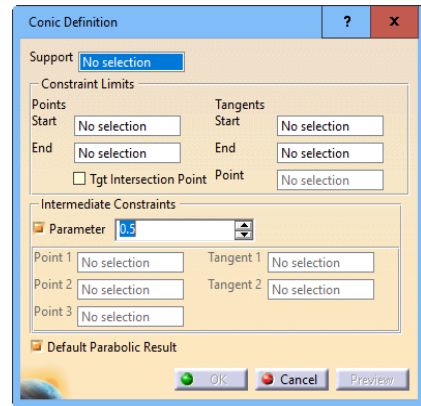 Conic Definition ? x
Support No selection
Constraint Limits
Points Tangents
Start No selection Start No selection
End No selection End No selection
Tgt Intersection Point Point No selection
Intermediate Constraints
Parameter 0.5
Point 1 No selection Tangent 1 No selection
Point 2 No selection Tangent 2 No selection
Point 3 No selection
Default Parabolic Result
OK Cancel Preview